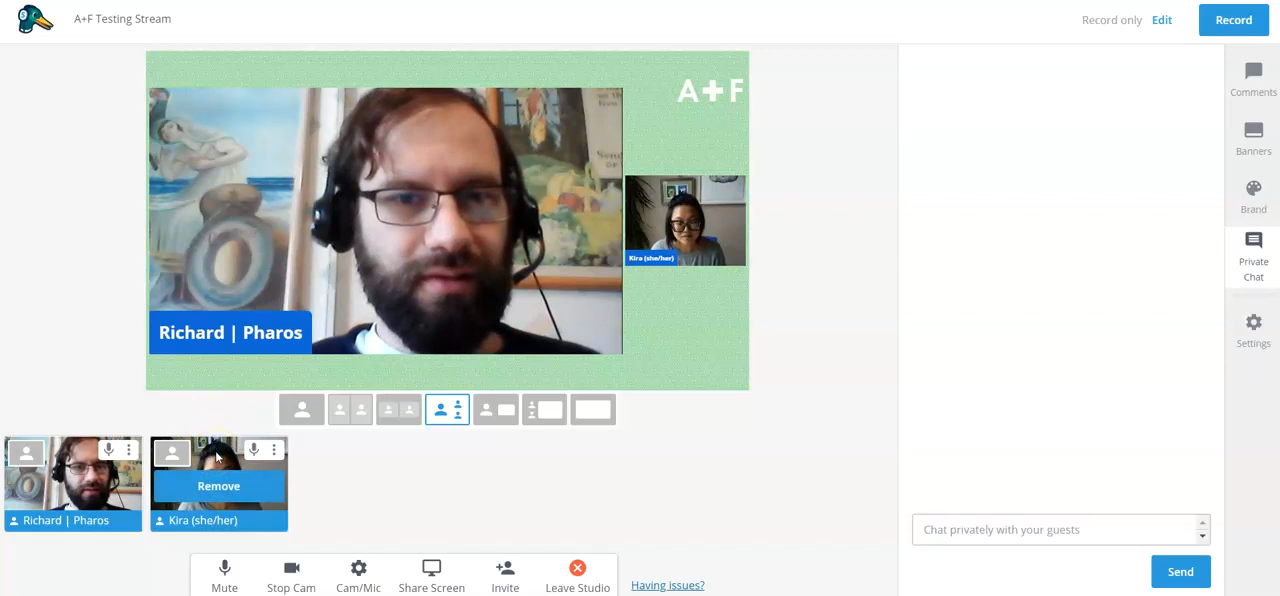 A+F Testing Stream
Record only
Edit
Record
A+F
Richard | Pharos
Kira (she/her)
Comments
Banners
Brand
Private
Chat
Settings
Remove
Richard | Pharos
Kira (she/her)
Chat privately with your guests
Send
Mute
Stop Cam
Cam/Mic
Share Screen
Invite
Leave Studio
Having issues?